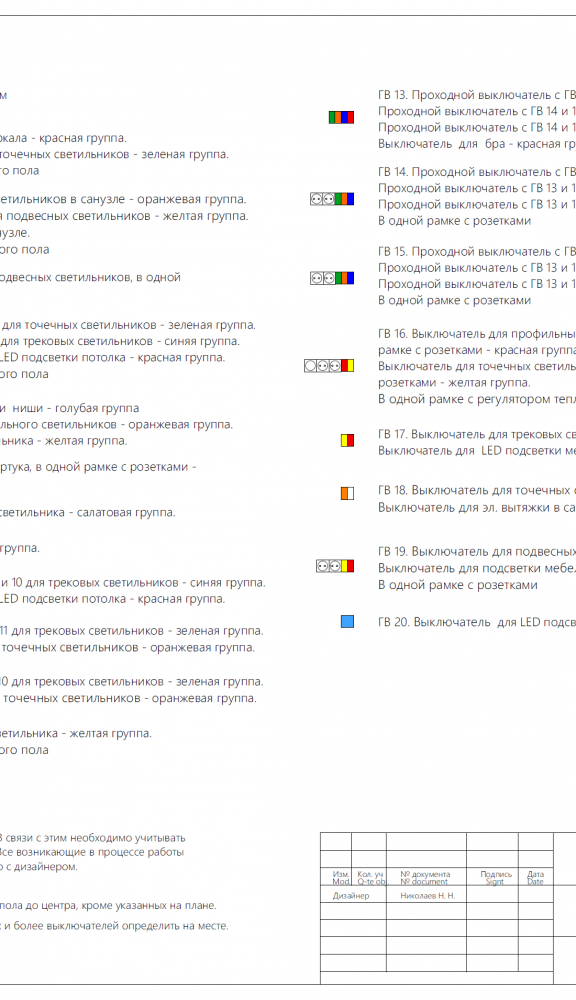 м
ркала - красная группа.
точечных светильников - зеленая группа.
го пола
етильников в санузле - оранжевая группа.
я подвесных светильников - желтая группа.
нузле.
ого пола
одвесных светильников, в одной
для точечных светильников - зеленая группа.
для трековых светильников - синяя группа.
LED подсветки потолка - красная группа.
ого пола
и ниши - голубая группа
льного светильников - оранжевая группа.
ьника - желтая группа.
ртука, в одной рамке с розетками -
светильника - салатовая группа.
группа.
и 10 для трековых светильников - синяя группа.
LED подсветки потолка - красная группа.
11 для трековых светильников - зеленая группа.
точечных светильников - оранжевая группа.
10 для трековых светильников - зеленая группа.
точечных светильников - оранжевая группа.
ветильника - желтая группа.
ого пола
В связи с этим необходимо учитывать
Все возникающие в процессе работы
о с дизайнером.
пола до центра, кроме указанных на плане.
х и более выключателей определить на месте.
ГВ 13. Проходной выключатель с ГВ
Проходной выключатель с ГВ 14 и 1
Проходной выключатель с ГВ 14 и 1
Выключатель для бра - красная гр
ГВ 14. Проходной выключатель с ГВ
Проходной выключатель с ГВ 13 и 1
Проходной выключатель с ГВ 13 и 1
В одной рамке с розетками
ГВ 15. Проходной выключатель с ГВ
Проходной выключатель с ГВ 13 и 1
Проходной выключатель с ГВ 13 и 1
В одной рамке с розетками
ГВ 16. Выключатель для профильны
рамке с розетками - красная группа
Выключатель для точечных светиль
розетками - желтая группа.
В одной рамке с регулятором тепл
ГВ 17. Выключатель для трековых св
Выключатель для LED подсветки ме
ГВ 18. Выключатель для точечных с
Выключатель для эл. вытяжки в са
ГВ 19. Выключатель для подвесных
Выключатель для подсветки мебел
В одной рамке с розетками
ГВ 20. Выключатель для LED подсв
Изм. Кол. уч № документа Подпись Дата
Mod. Q-te ob. № document Signt Date
Дизайнер Николаев Н. Н.